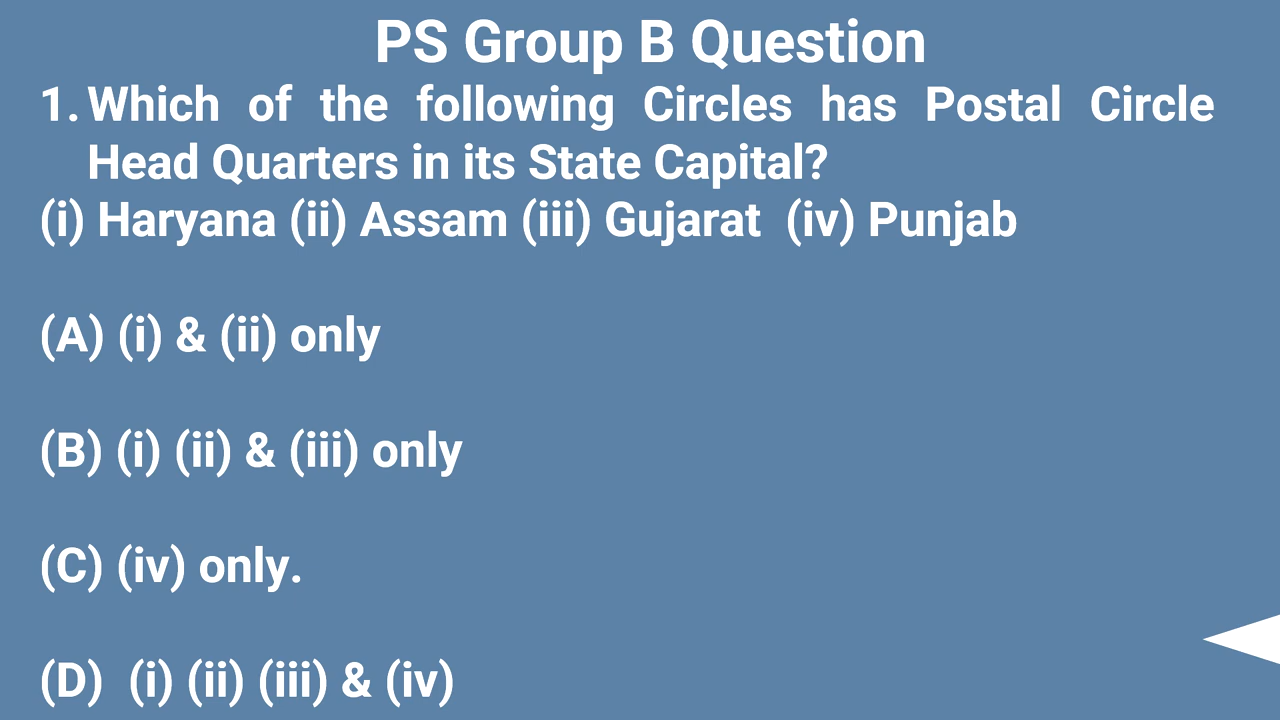 PS Group B Question
1. Which of the following Circles has Postal Circle
Head Quarters in its State Capital?
(i) Haryana (ii) Assam (iii) Gujarat (iv) Punjab
(A) (i) & (ii) only
(B) (i) (ii) & (iii) only
(C) (iv) only.
(D) (i) (ii) (iii) & (iv)